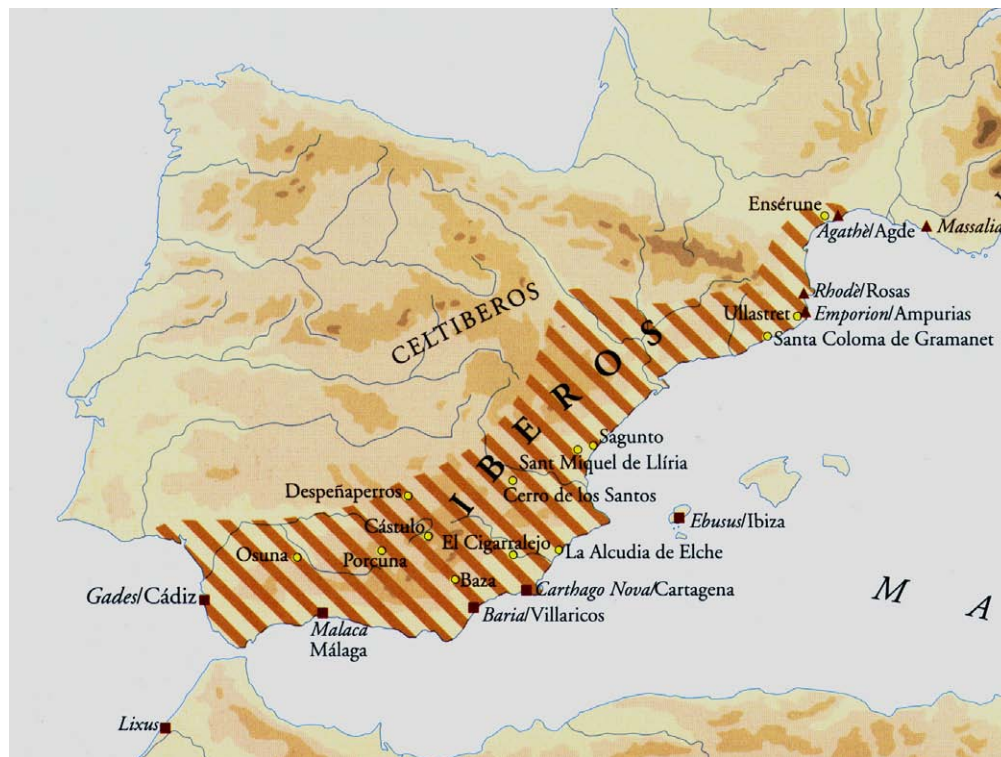 Ensérune
Agathè/Agde
Massalia
Rhodè/Rosas
Ullastret
Emporion/Ampurias
Santa Coloma de Gramanet
CELTIBEROS
IBEROS
Sagunto
Sant Miquel de Llíria
Despeñaperros
Cerro de los Santos
Ebusus/Ibiza
Cástulo
El Cigarralejo
La Alcudia de Elche
Osuna
Porcuna
Baza
Gades/Cádiz
Carthago Nova/Cartagena
Baria/Villaricos
M A
Malaca
Málaga
Lixus